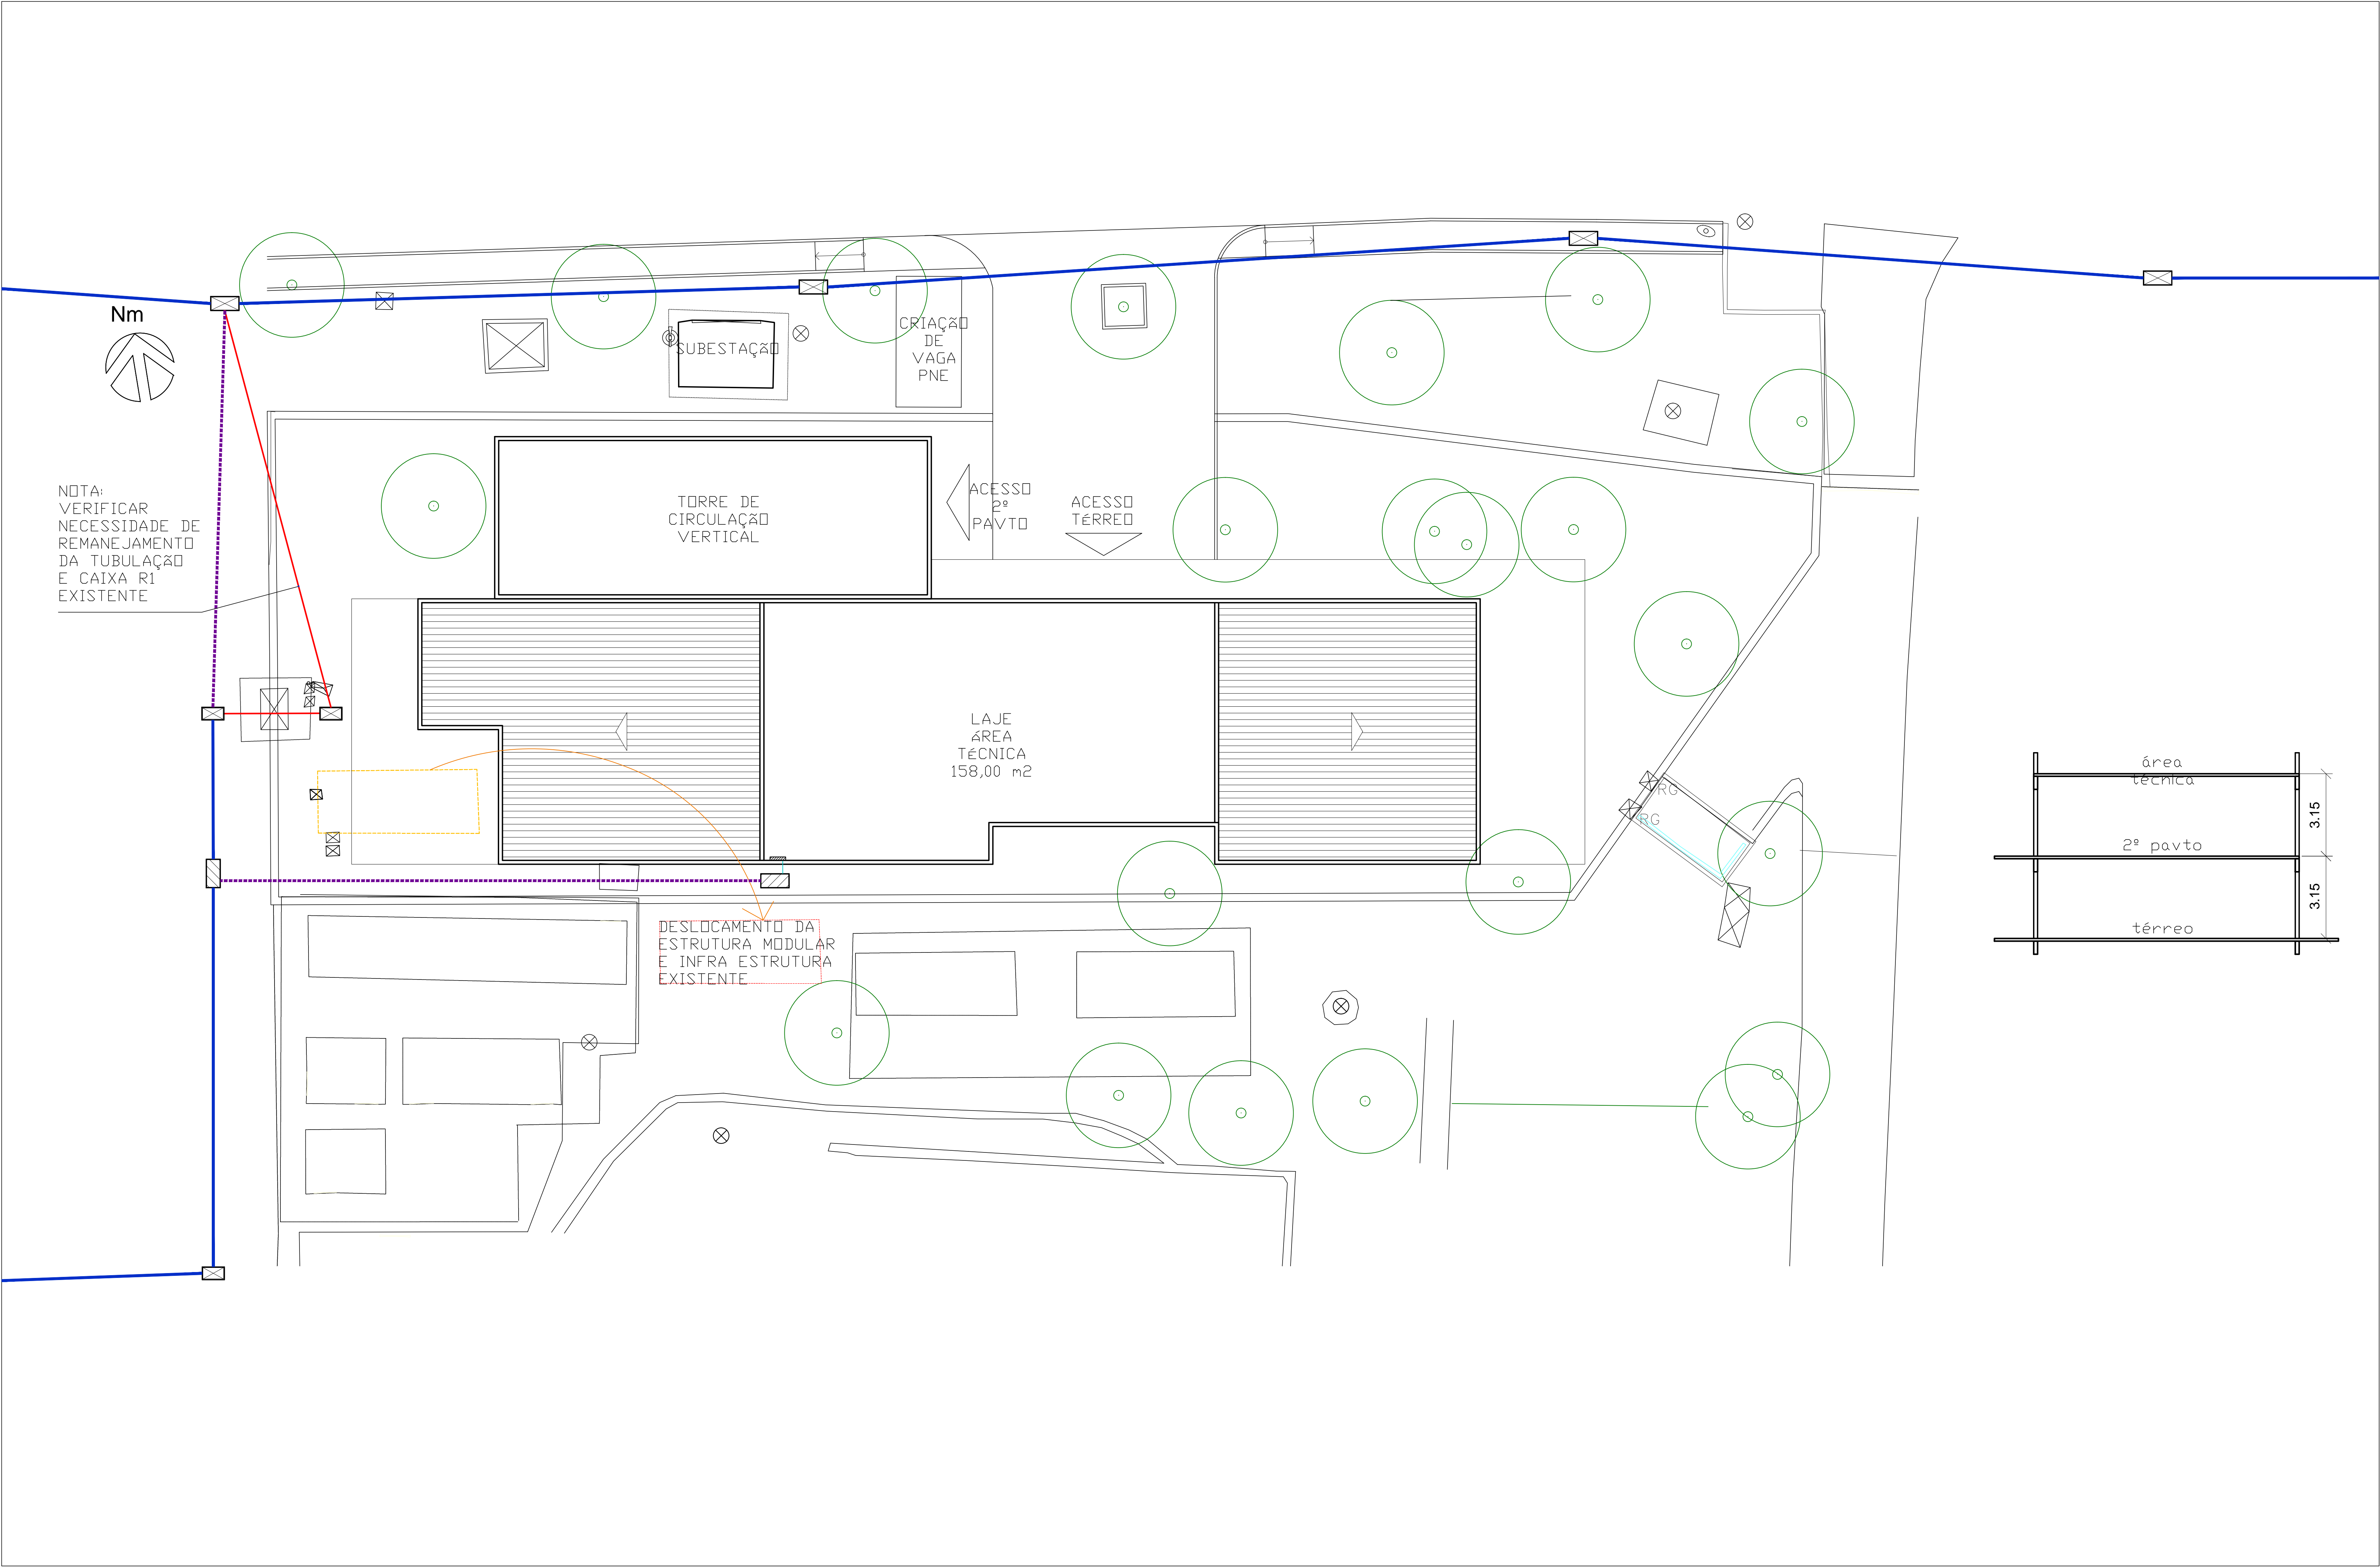 Nm
SUBESTAÇãO
CRIAÇãO
DE
VAGA
PNE
NOTA:
VERIFICAR
NECESSIDADE DE
REMANEJAMENTO
DA TUBULAÇãO
E CAIXA R1
EXISTENTE
TORRE DE
CIRCULAÇãO
VERTICAL
ACESSO
2º
PAVTO
ACESSO
TéRREO
LAJE
áREA
TéCNICA
158,00 m2
RG
RG
DESLOCAMENTO DA
ESTRUTURA MODULAR
E INFRA ESTRUTURA
EXISTENTE
área
técnica
3.15
2º pavto
3.15
térreo